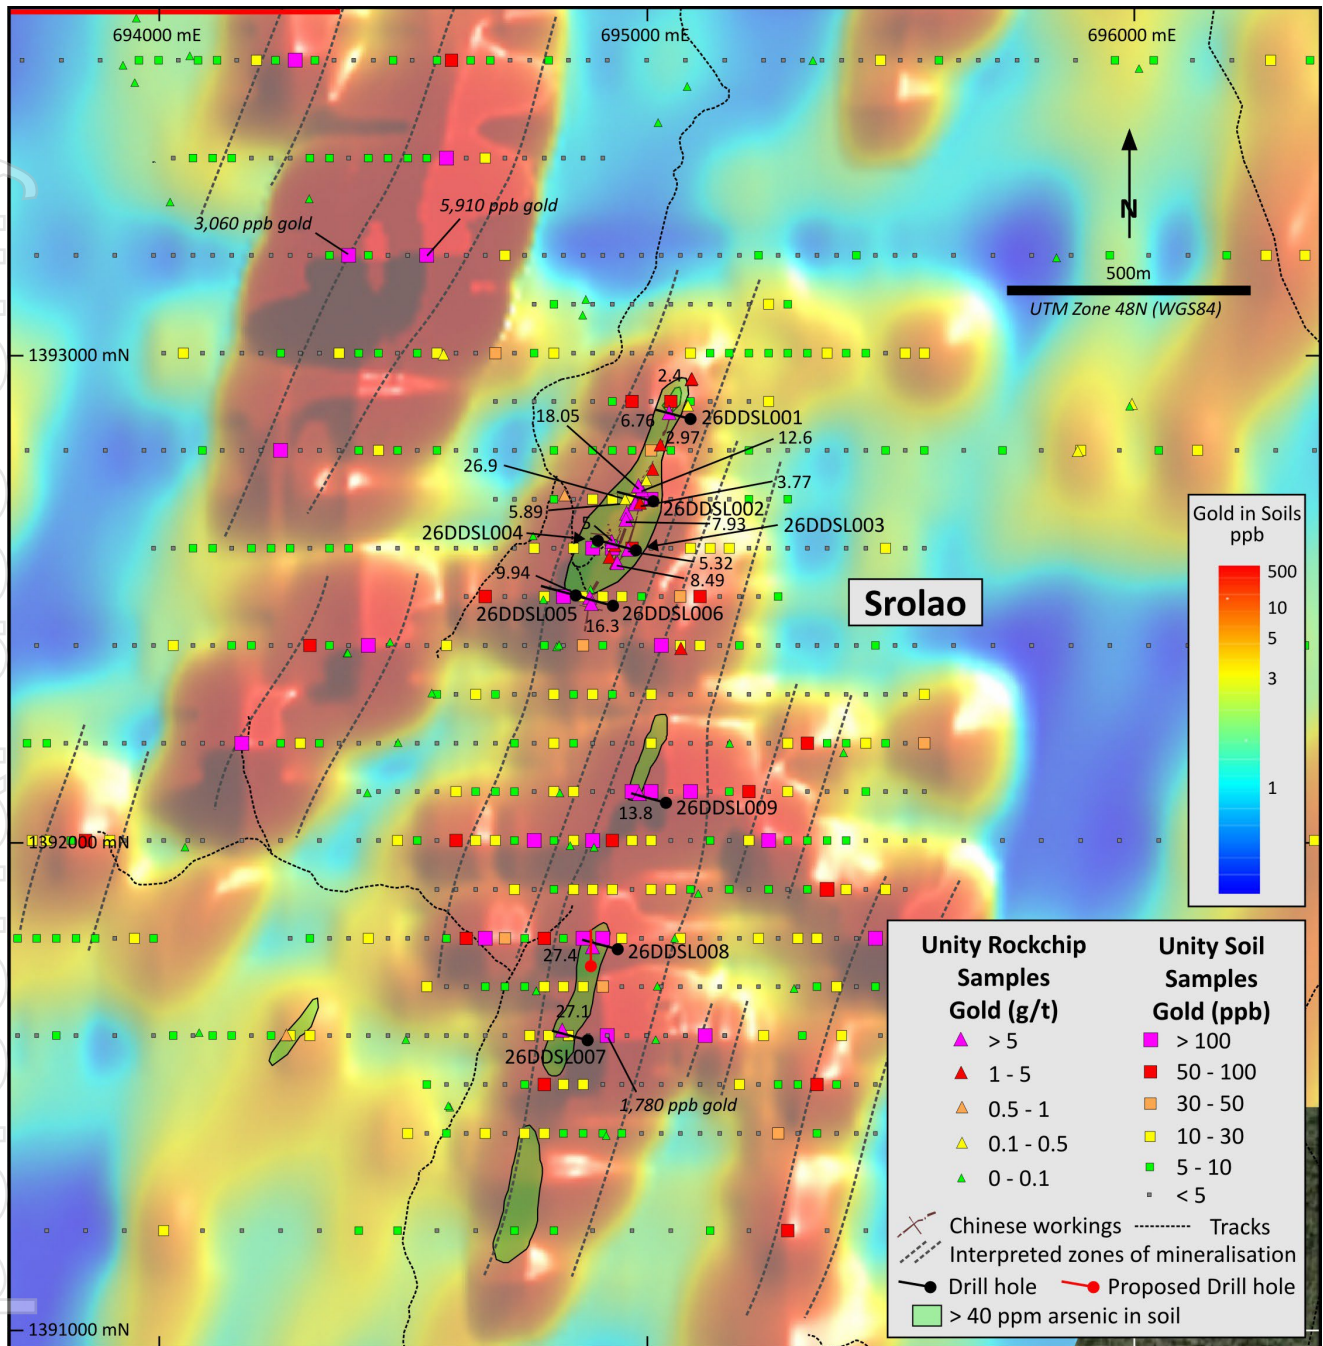 694000 mE
695000 mE
696000 mE
3,060 ppb gold
5,910 ppb gold
N
500m
UTM Zone 48N (WGS84)
1393000 mN
2.4
18.05
6.76
26DDSL001
2.97
12.6
26.9
3.77
5.89
26DDSL002
5
7.93
26DDSL003
26DDSL004
5.32
9.94
8.49
26DDSL005
26DDSL006
16.3
Srolao
Gold in Soils
ppb
500
10
5
3
1
13.8
26DDSL009
1392000 mN
27.4
26DDSL008
27.1
26DDSL007
1,780 ppb gold
1391000 mN
Unity Rockchip
Samples
Gold (g/t)
> 5
1 - 5
0.5 - 1
0.1 - 0.5
0 - 0.1
Unity Soil
Samples
Gold (ppb)
> 100
50 - 100
30 - 50
10 - 30
5 - 10
< 5
Chinese workings
Tracks
Interpreted zones of mineralisation
Drill hole
Proposed Drill hole
> 40 ppm arsenic in soil